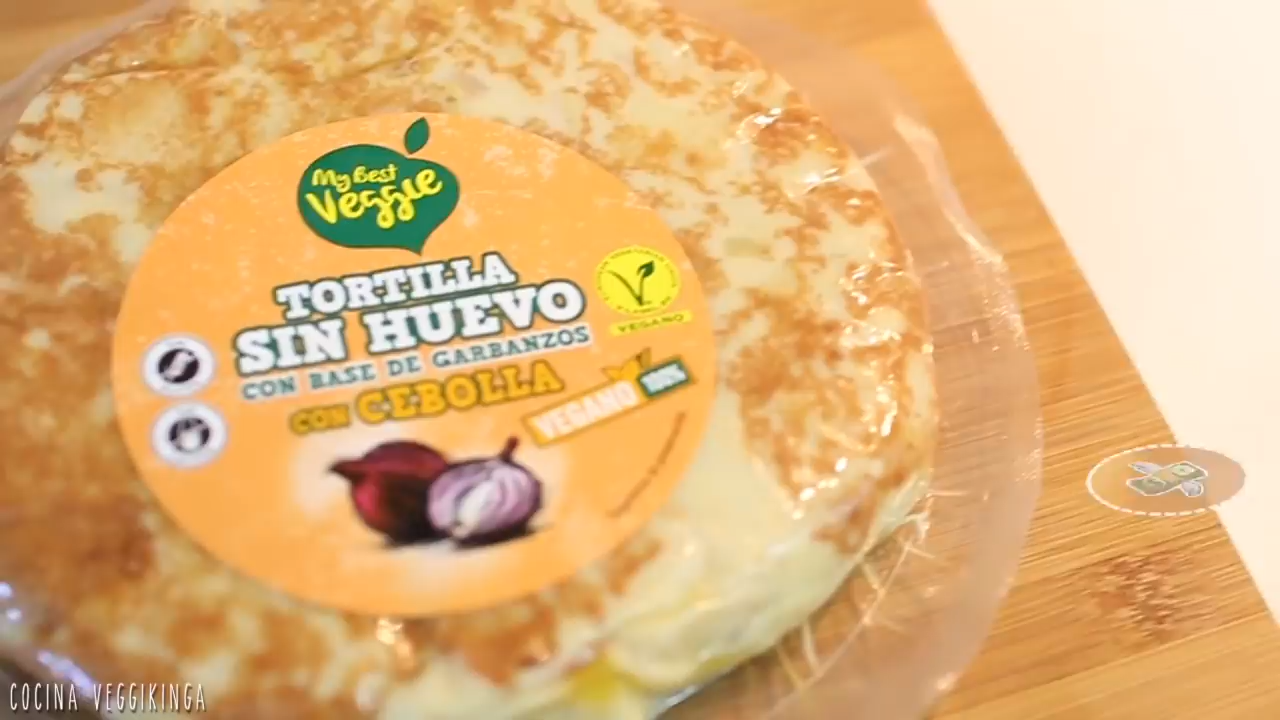 My Best
Veggie
TORTILLA
SIN HUEVO
CON BASE DE GARBANZOS
CON CEBOLLA
VEGANO
VEGANO 100%
COCINA VEGGIKINGA